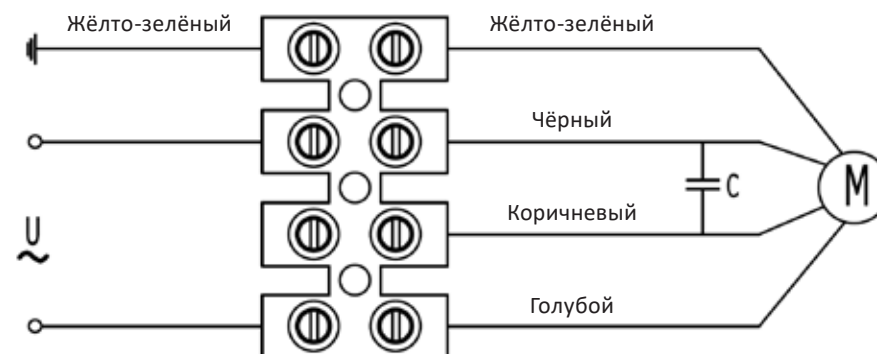 Жёлто-зелёный Жёлто-зелёный
Чёрный
C
M
Коричневый
U
~
Голубой